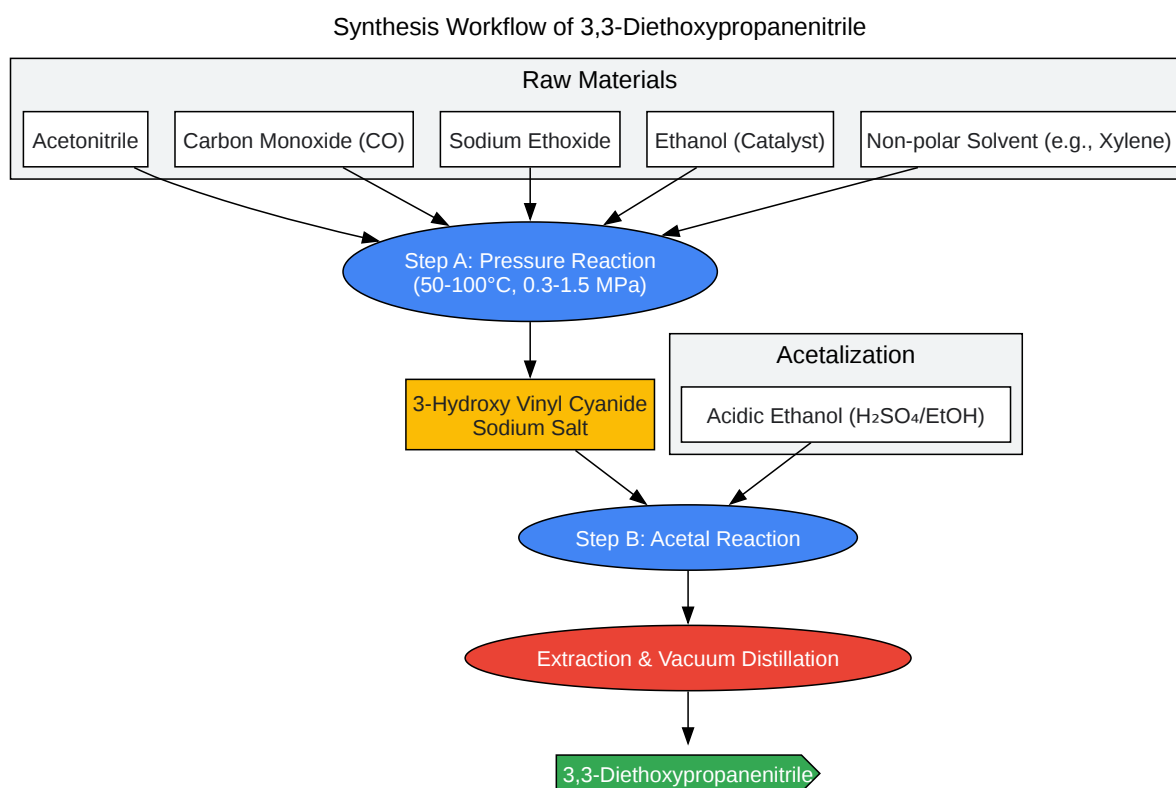 Synthesis Workflow of 3,3-Diethoxypropanenitrile
Raw Materials
Acetonitrile
Carbon Monoxide (CO)
Sodium Ethoxide
Ethanol (Catalyst)
Non-polar Solvent (e.g., Xylene)
Step A: Pressure Reaction
(50-100°C, 0.3-1.5 MPa)
3-Hydroxy Vinyl Cyanide
Sodium Salt
Acetalization
Acidic Ethanol (H₂SO₄/EtOH)
Step B: Acetal Reaction
Extraction & Vacuum Distillation
3,3-Diethoxypropanenitrile